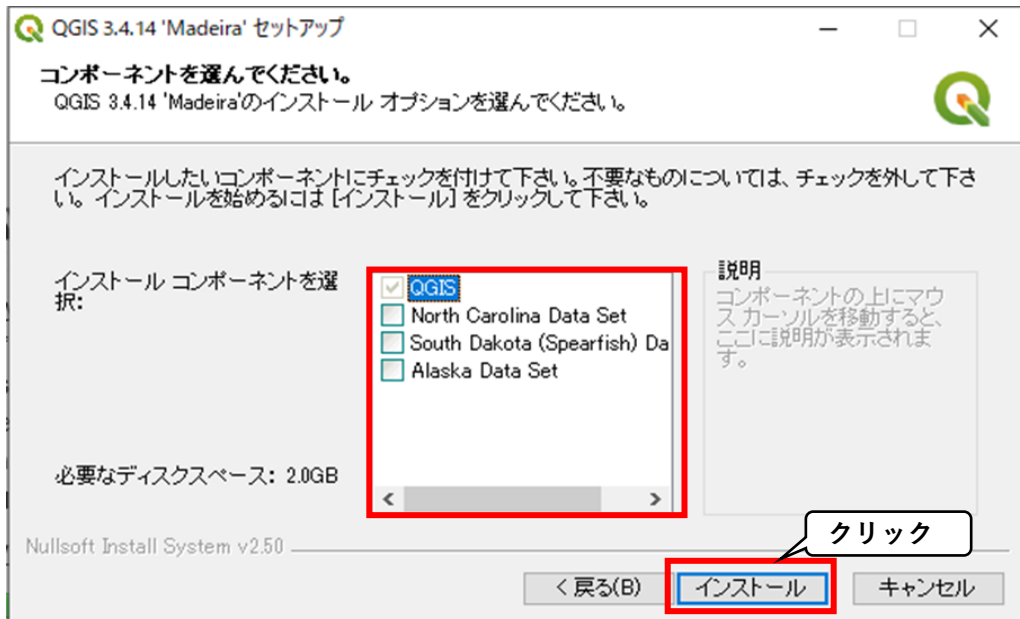 QGIS 3.4.14 'Madeira' セットアップ
コンポーネントを選んでください。
QGIS 3.4.14 'Madeira'のインストール オプションを選んでください。
インストールしたいコンポーネントにチェックを付けて下さい。不要なものについては、チェックを外して下さ
い。インストールを始めるには [インストール] をクリックして下さい。
インストール コンポーネントを選
択:
QGIS
North Carolina Data Set
South Dakota (Spearfish) Da
Alaska Data Set
説明
コンポーネントの上にマウ
ス カーソルを移動すると、
ここに説明が表示されま
す。
必要なディスクスペース: 2.0GB
Nullsoft Install System v2.50
クリック
< 戻る(B)
インストール
キャンセル